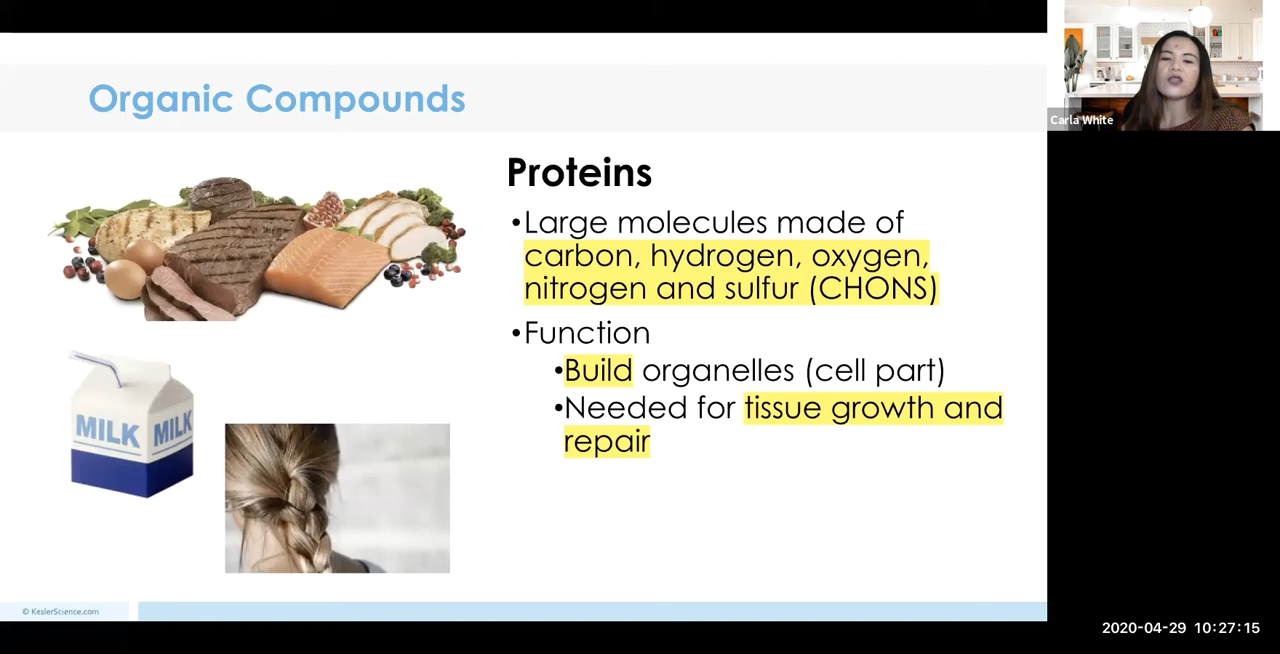 Organic Compounds
Carla White
Proteins
•Large molecules made of
carbon, hydrogen, oxygen,
nitrogen and sulfur (CHONS)
•Function
•Build organelles (cell part)
•Needed for tissue growth and
repair
MILK MILK
© KeslerScience.com
2020-04-29 10:27:15